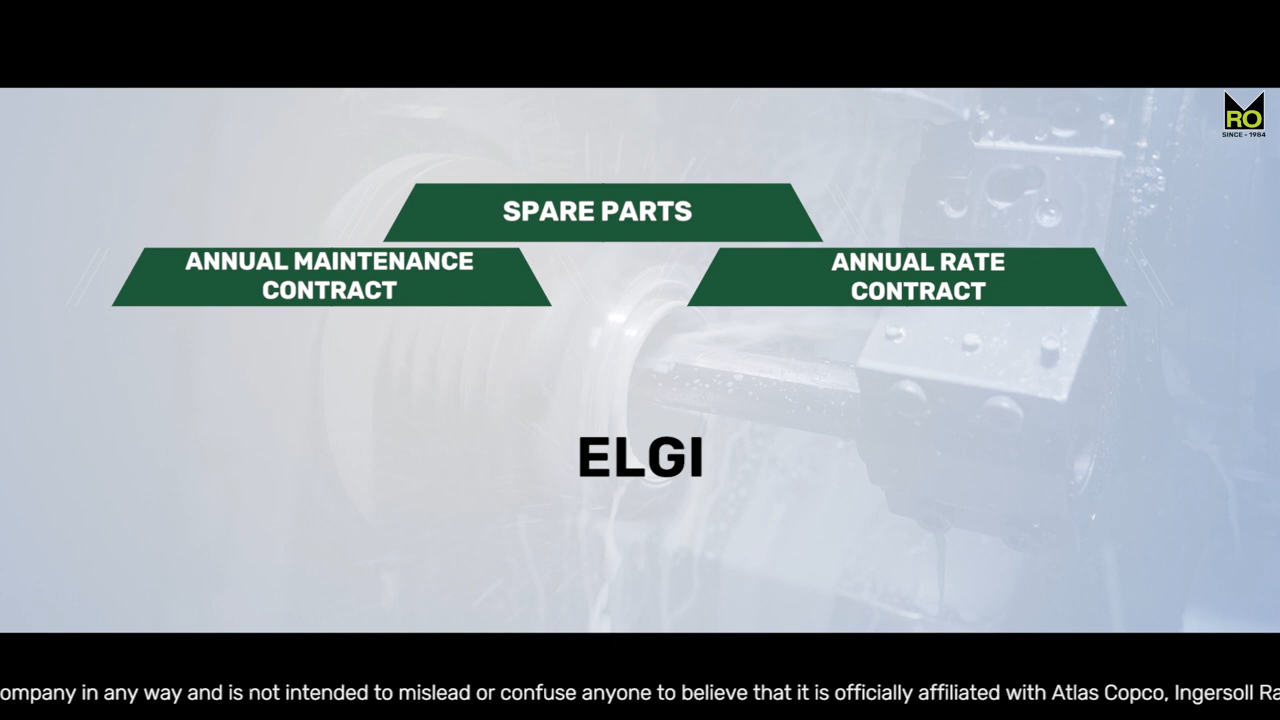 RO
SINCE - 1984
SPARE PARTS
ANNUAL MAINTENANCE
CONTRACT
ANNUAL RATE
CONTRACT
ELGI
ompany in any way and is not intended to mislead or confuse anyone to believe that it is officially affiliated with Atlas Copco, Ingersoll Ra